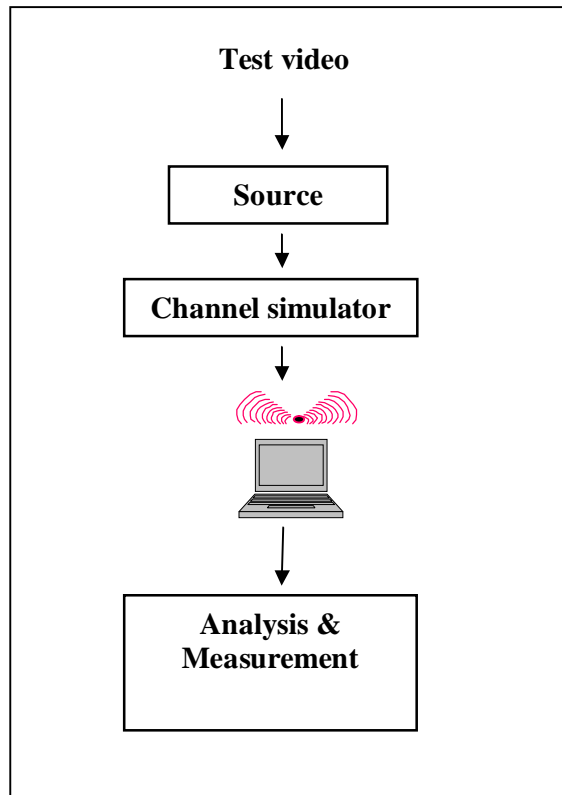 Test video
Source
Channel simulator
Analysis &
Measurement